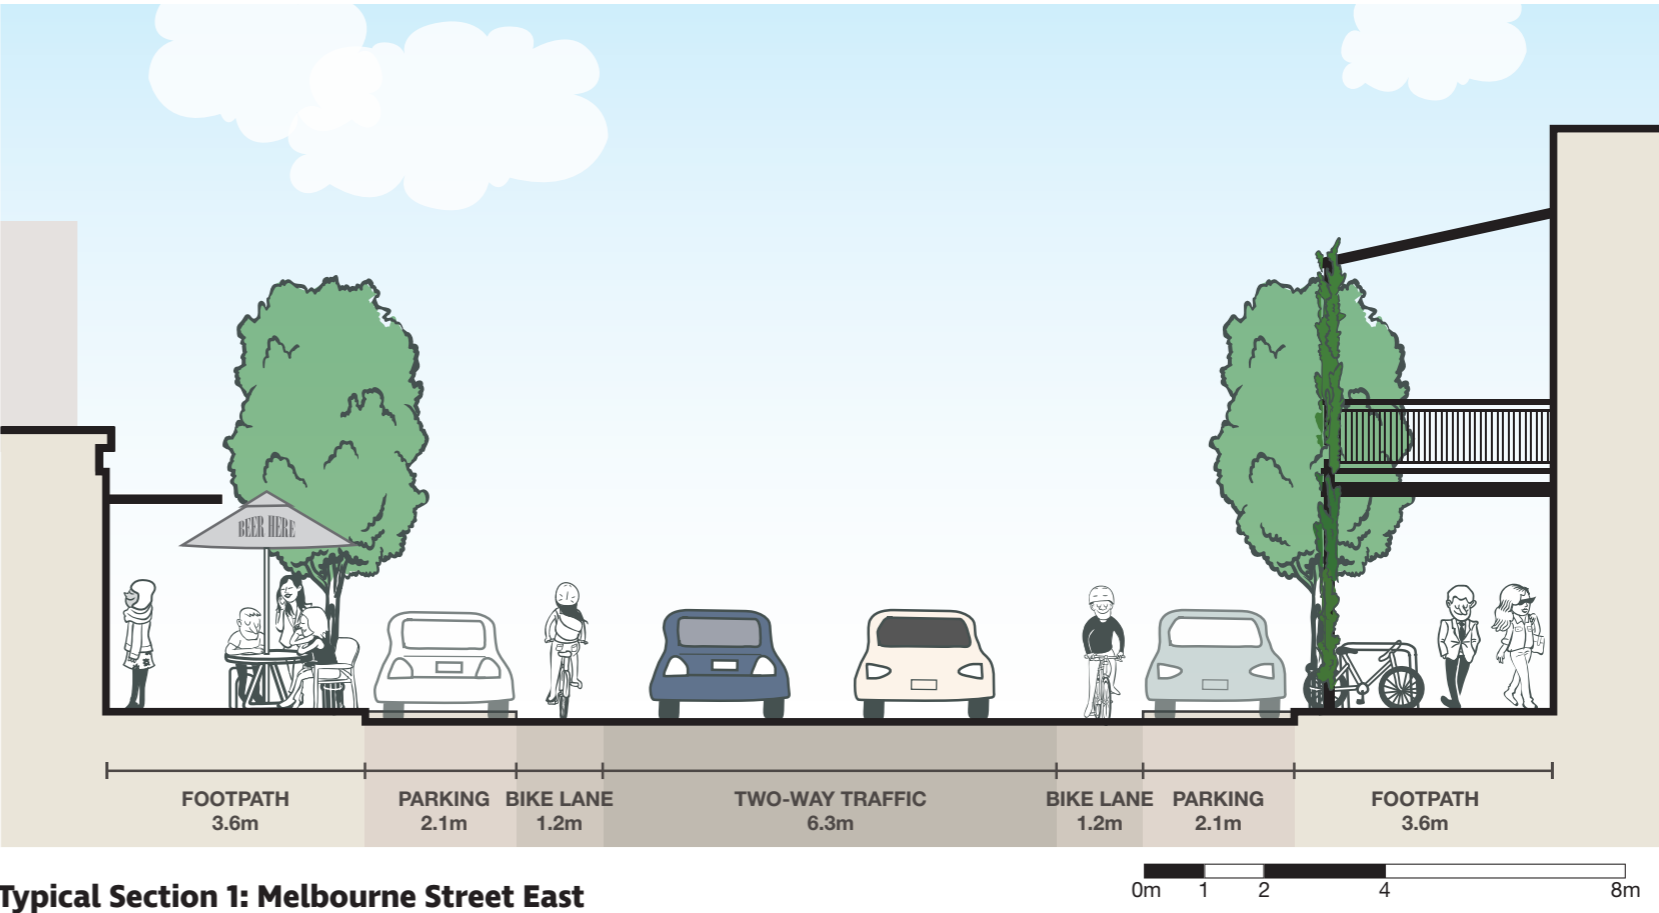 BEER HERE
FOOTPATH
3.6m
PARKING
2.1m
BIKE LANE
1.2m
TWO-WAY TRAFFIC
6.3m
BIKE LANE
1.2m
PARKING
2.1m
FOOTPATH
3.6m
0m 1 2 4 8m
Typical Section 1: Melbourne Street East